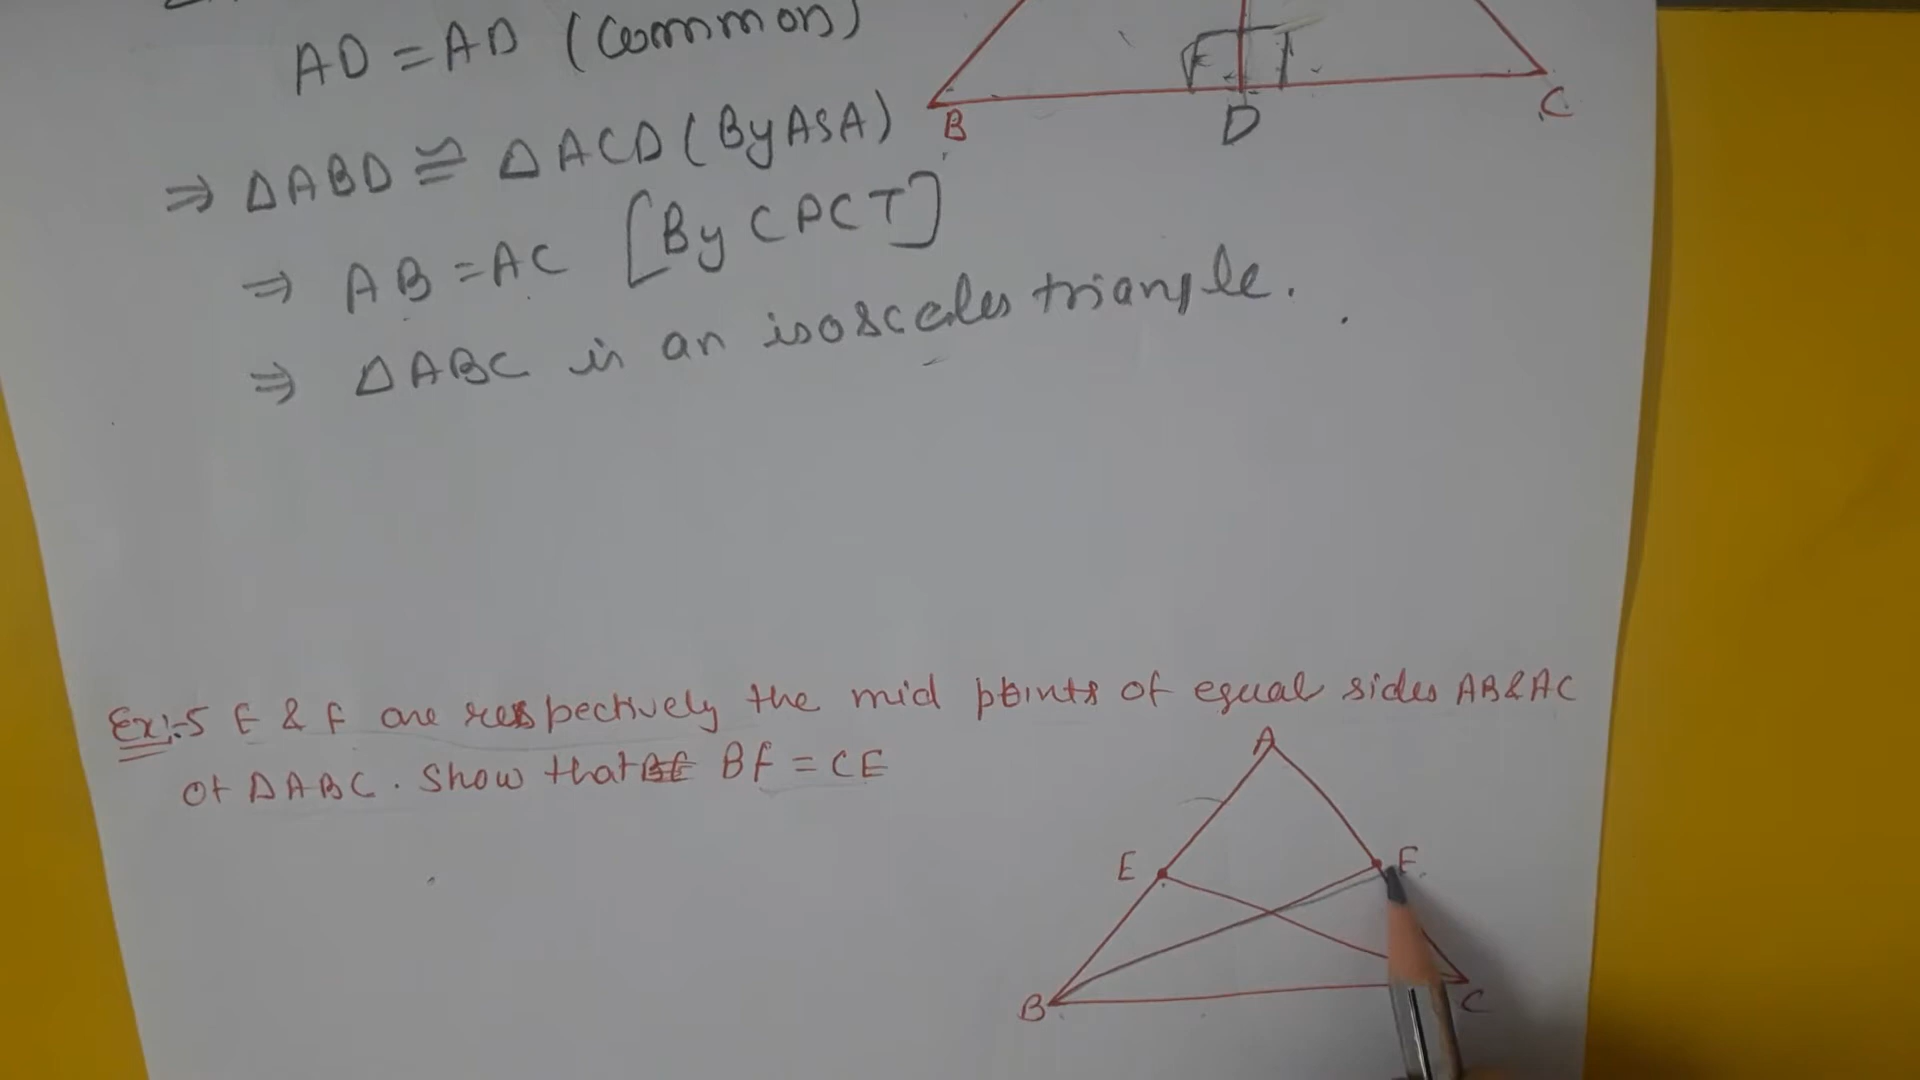 AD = AD (Common)
⇒ ΔABD ≅ ΔACD (By ASA)
⇒ AB = AC [By CPCT]
⇒ ΔABC is an isoscales triangle.
B
D
C
Ex:-5 E & F are respectively the mid points of equal sides AB & AC
of ΔABC. Show that BF = CE
A
E
F
B
C